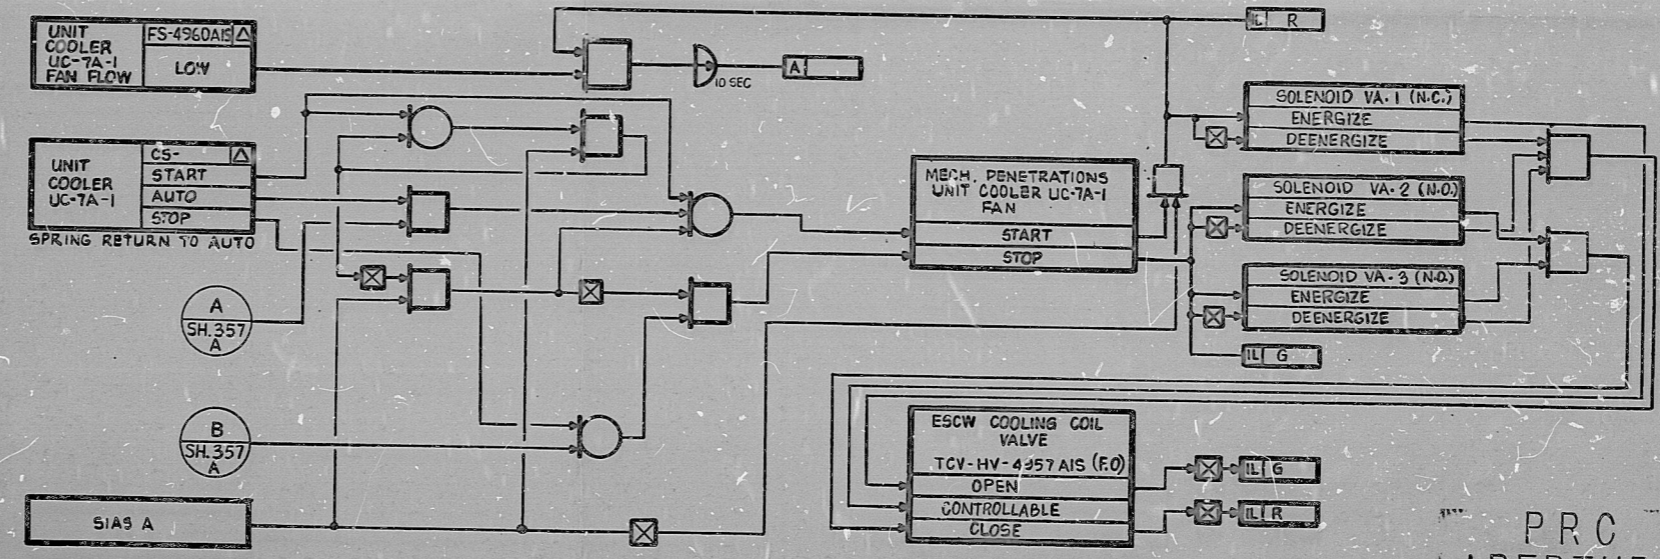 UNIT
COOLER
UC-7A-1
FAN FLOW
FS-4960AIS
LOW
10 SEC
A
IL R
UNIT
COOLER
UC-7A-1
CS-
START
AUTO
STOP
SPRING RETURN TO AUTO
A
SH.357
A
B
SH.357
A
SIAS A
MECH. PENETRATIONS
UNIT COOLER UC-7A-1
FAN
START
STOP
SOLENOID VA-1 (N.C.)
ENERGIZE
DEENERGIZE
SOLENOID VA-2 (N.O.)
ENERGIZE
DEENERGIZE
SOLENOID VA-3 (N.O.)
ENERGIZE
DEENERGIZE
IL G
ESCW COOLING COIL
VALVE
TCV-HV-4957 AIS (F.O)
OPEN
CONTROLLABLE
CLOSE
IL G
IL R
PRC